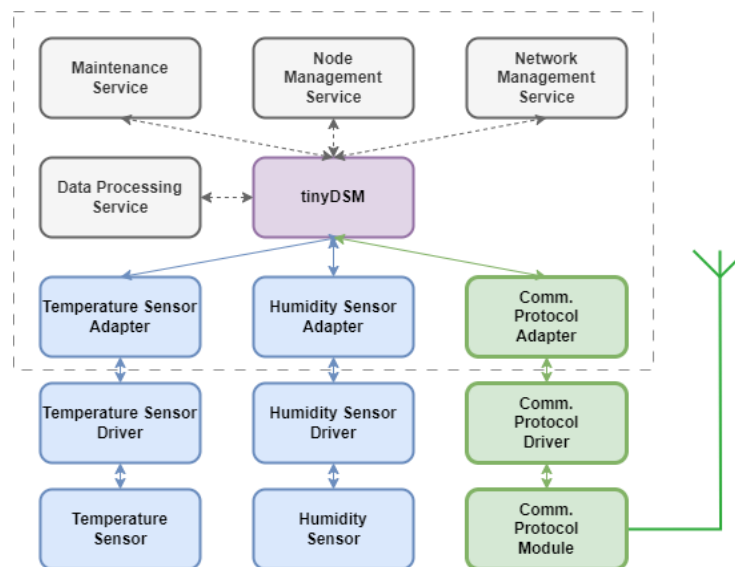 Maintenance
Service
Node
Management
Service
Network
Management
Service
Data Processing
Service
tinyDSM
Temperature Sensor
Adapter
Humidity Sensor
Adapter
Comm.
Protocol
Adapter
Temperature Sensor
Driver
Humidity Sensor
Driver
Comm.
Protocol
Driver
Temperature
Sensor
Humidity
Sensor
Comm.
Protocol
Module